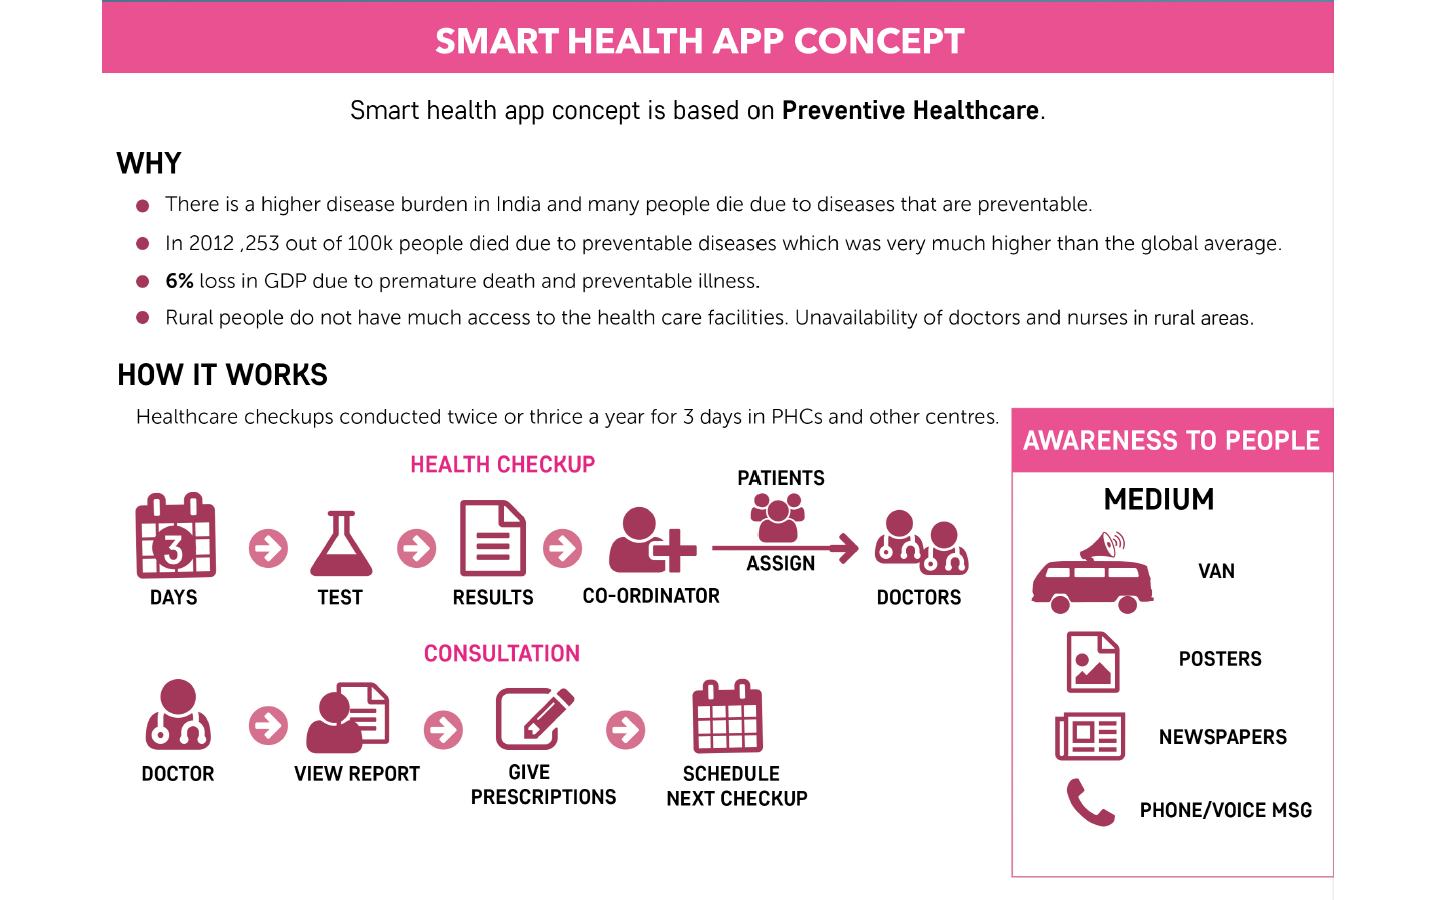 SMART HEALTH APP CONCEPT
Smart health app concept is based on Preventive Healthcare.
WHY
There is a higher disease burden in India and many people die due to diseases that are preventable.
In 2012 ,253 out of 100k people died due to preventable diseases which was very much higher than the global average.
6% loss in GDP due to premature death and preventable illness.
Rural people do not have much access to the health care facilities. Unavailability of doctors and nurses in rural areas.
HOW IT WORKS
Healthcare checkups conducted twice or thrice a year for 3 days in PHCs and other centres.
HEALTH CHECKUP
3
DAYS
TEST
RESULTS
CO-ORDINATOR
PATIENTS
ASSIGN
DOCTORS
CONSULTATION
DOCTOR
VIEW REPORT
GIVE
PRESCRIPTIONS
SCHEDULE
NEXT CHECKUP
AWARENESS TO PEOPLE
MEDIUM
VAN
POSTERS
NEWSPAPERS
PHONE/VOICE MSG